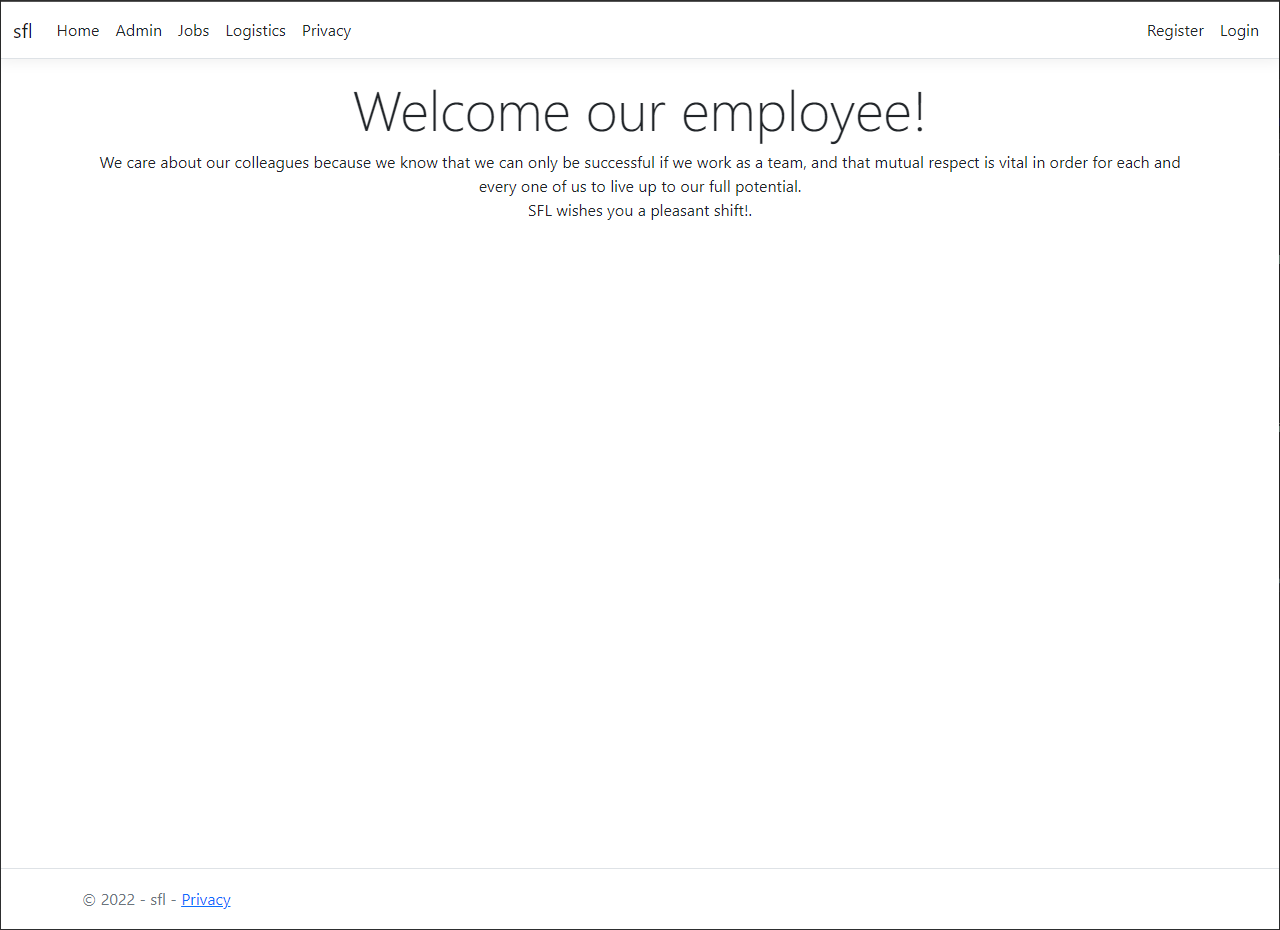 sfl Home Admin Jobs Logistics Privacy Register Login
Welcome our employee!
We care about our colleagues because we know that we can only be successful if we work as a team, and that mutual respect is vital in order for each and
every one of us to live up to our full potential.
SFL wishes you a pleasant shift!.
© 2022 - sfl - Privacy